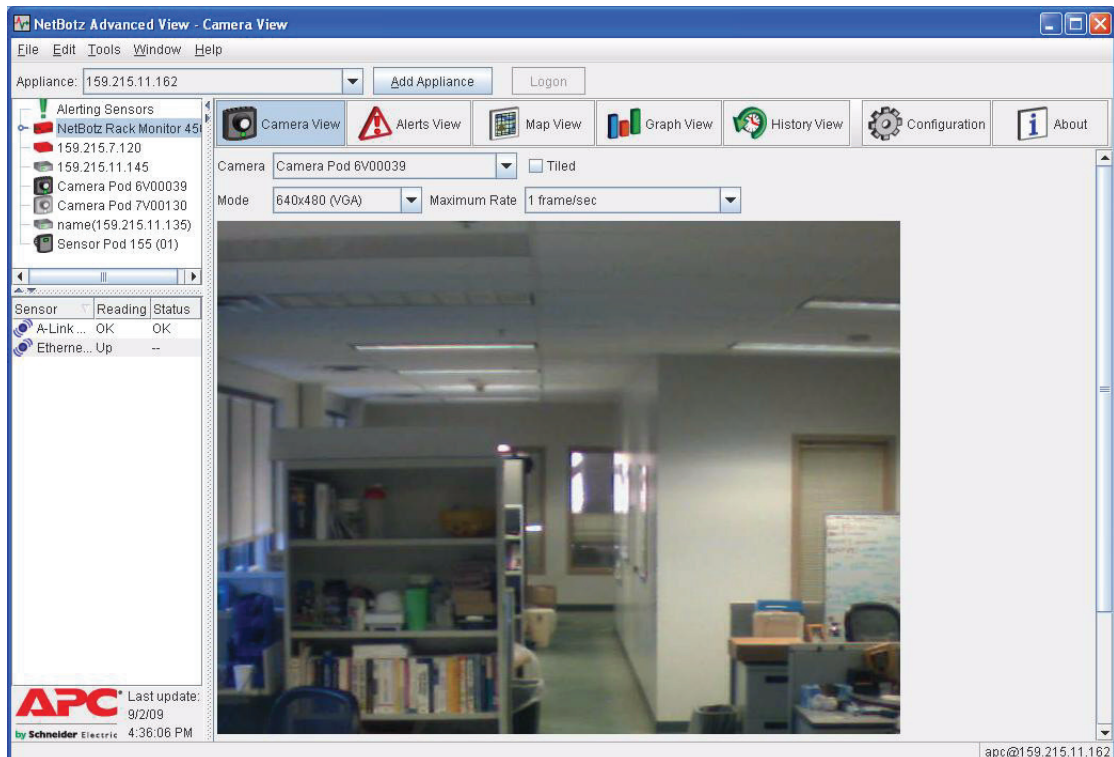 NetBotz Advanced View - Camera View
File Edit Tools Window Help
Appliance: 159.215.11.162 Add Appliance Logon
Alerting Sensors
NetBotz Rack Monitor 45
159.215.7.120
159.215.11.145
Camera Pod 6V00039
Camera Pod 7V00130
name(159.215.11.135)
Sensor Pod 155 (01)
Sensor Reading Status
A-Link ... OK OK
Etherne... Up --
APC
by Schneider Electric
Last update:
9/2/09
4:36:06 PM
Camera View Alerts View Map View Graph View History View Configuration About
Camera Camera Pod 6V00039 Tiled
Mode 640x480 (VGA) Maximum Rate 1 frame/sec
apc@159.215.11.162